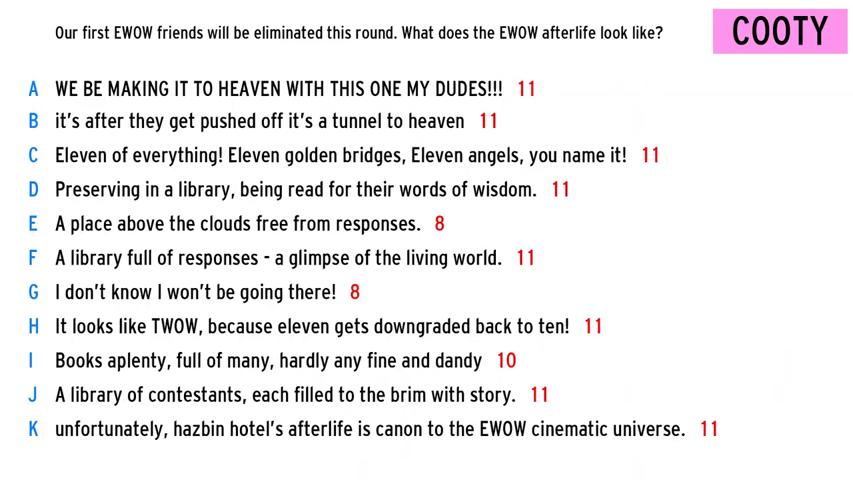 Our first EWOW friends will be eliminated this round. What does the EWOW afterlife look like?
COOTY
A WE BE MAKING IT TO HEAVEN WITH THIS ONE MY DUDES!!! 11
B it's after they get pushed off it's a tunnel to heaven 11
C Eleven of everything! Eleven golden bridges, Eleven angels, you name it! 11
D Preserving in a library, being read for their words of wisdom. 11
E A place above the clouds free from responses. 8
F A library full of responses - a glimpse of the living world. 11
G I don't know I won't be going there! 8
H It looks like TWOW, because eleven gets downgraded back to ten! 11
I Books aplenty, full of many, hardly any fine and dandy 10
J A library of contestants, each filled to the brim with story. 11
K unfortunately, hazbin hotel's afterlife is canon to the EWOW cinematic universe. 11